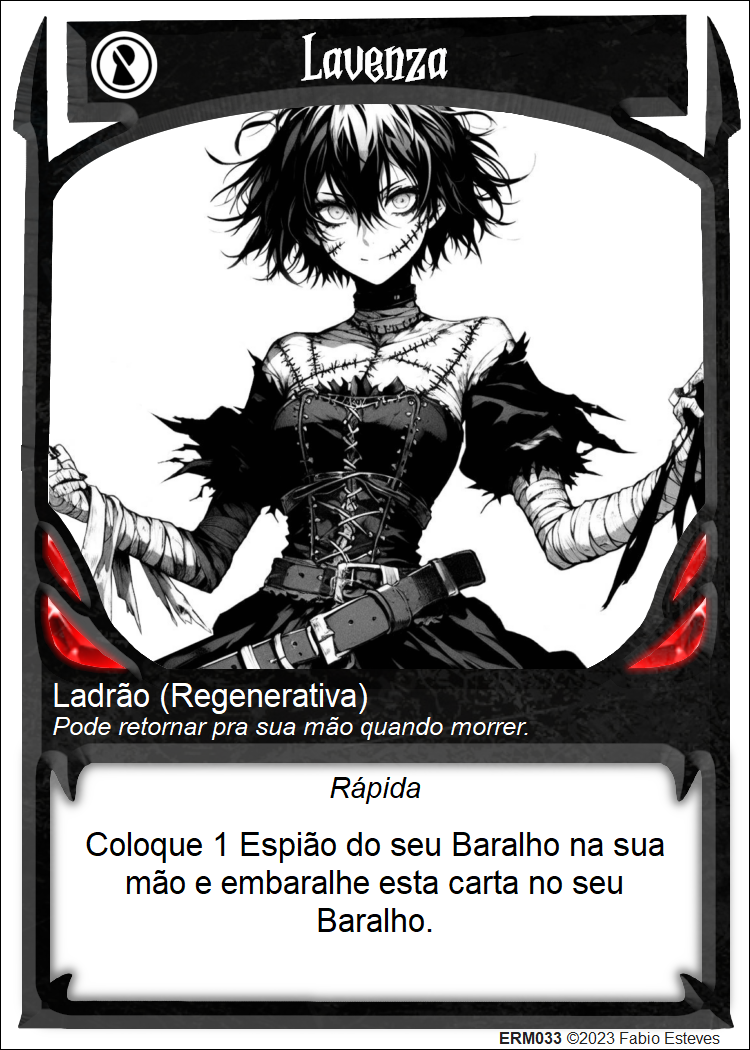 Lavenza
Ladrão (Regenerativa)
Pode retornar pra sua mão quando morrer.
Rápida
Coloque 1 Espião do seu Baralho na sua
mão e embaralhe esta carta no seu
Baralho.
ERM033 ©2023 Fabio Esteves